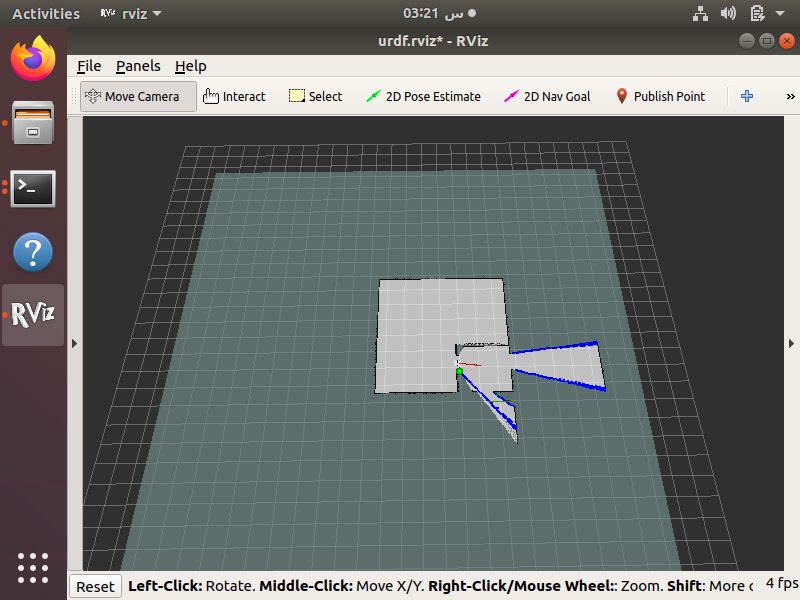 Activities RViz rviz 03:21 س
urdf.rviz* - RViz
File Panels Help
Move Camera Interact Select 2D Pose Estimate 2D Nav Goal Publish Point »
>_
?
RViz
Reset Left-Click: Rotate. Middle-Click: Move X/Y. Right-Click/Mouse Wheel:: Zoom. Shift: More 4 fps